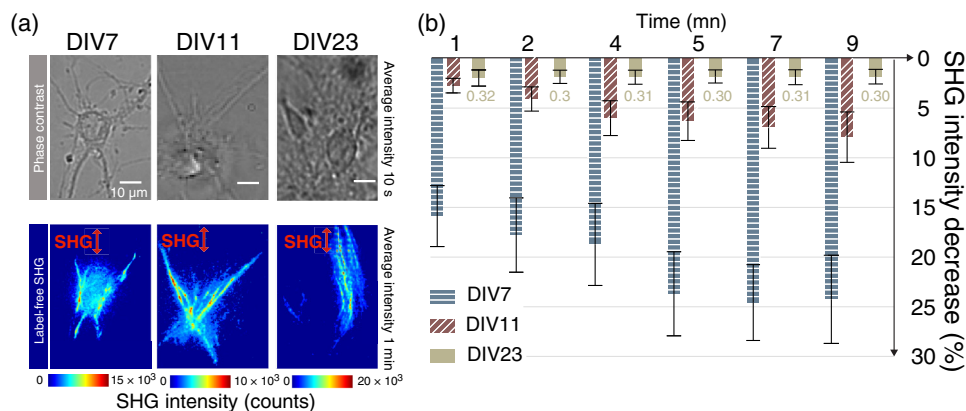 (a)
DIV7 DIV11 DIV23
Phase contrast
10 µm
Average intensity 10 s
Label-free SHG
SHG SHG SHG
Average intensity 1 min
0 15 × 10³ 0 10 × 10³ 0 20 × 10³
SHG intensity (counts)
(b)
Time (mn)
1 2 4 5 7 9
0
5
10
15
20
25
30
0.32 0.3 0.31 0.30 0.31 0.30
DIV7
DIV11
DIV23
SHG intensity decrease (%)